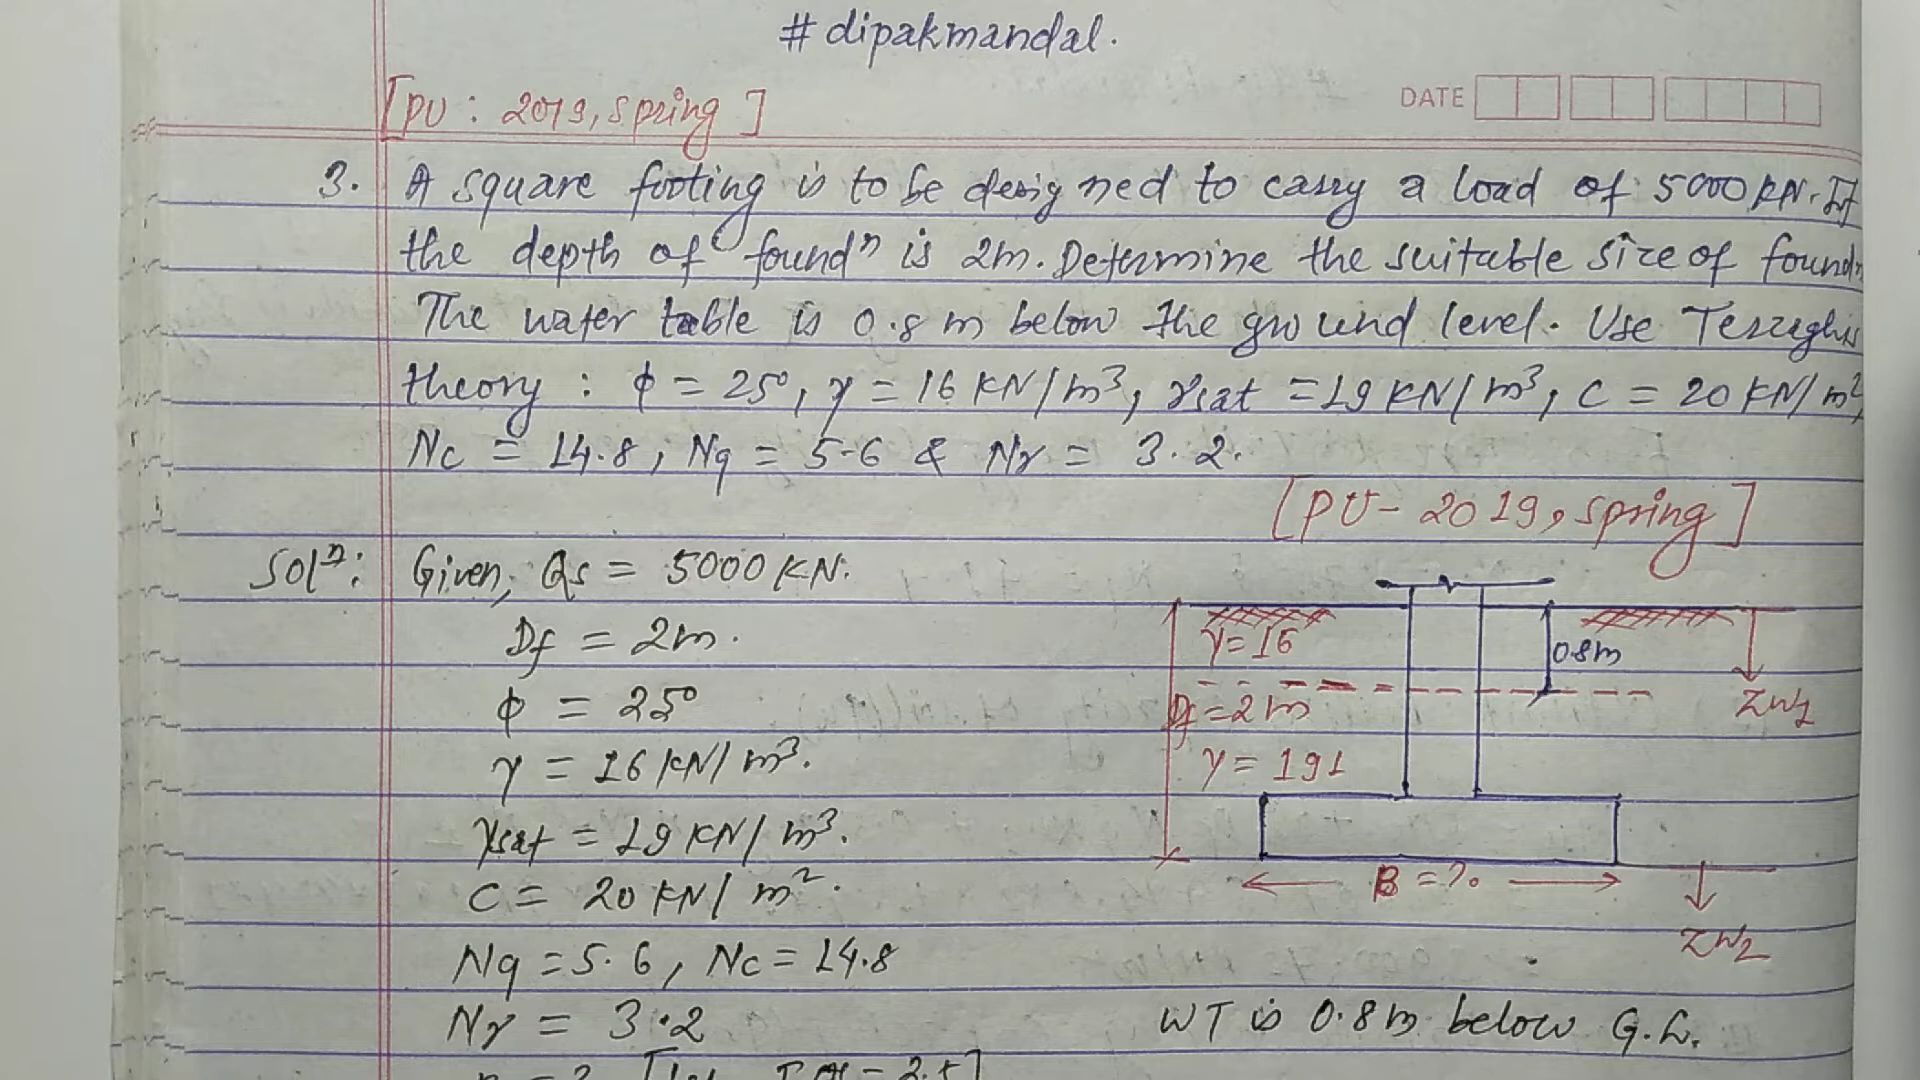 # dipakmandal.
DATE
[PU : 2019, spring]
3. A square footing is to be designed to carry a load of 5000 KN. If
the depth of foundn is 2m. Determine the suitable size of foundn
The water table is 0.8 m below the ground level. Use Terzaghis
theory : φ = 25°, γ = 16 KN/m³, γsat = 19 KN/m³, C = 20 KN/m²,
Nc = 14.8, Nq = 5.6 & Nγ = 3.2.
[PU - 2019, spring]
Solⁿ: Given, Qs = 5000 KN.
Df = 2m.
φ = 25°
γ = 16 KN/m³.
γsat = 19 KN/m³.
C = 20 KN/m².
Nq = 5.6, Nc = 14.8
Nγ = 3.2
γ = 16
0.8m
Zw1
Df = 2m
γ = 19
B = ?
Zw2
WT is 0.8 m below G.L.